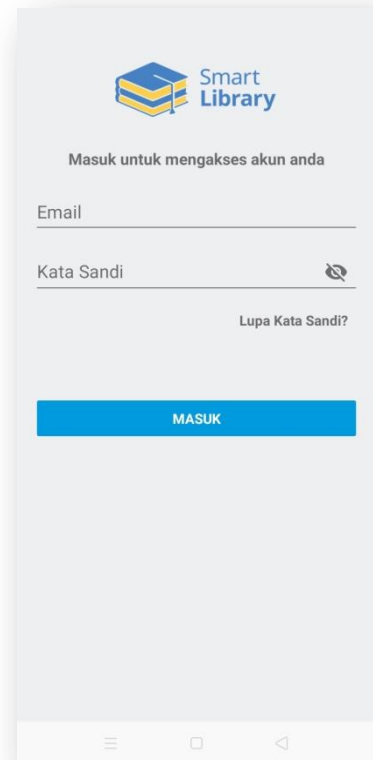 Smart
Library
Masuk untuk mengakses akun anda
Email
Kata Sandi
Lupa Kata Sandi?
MASUK